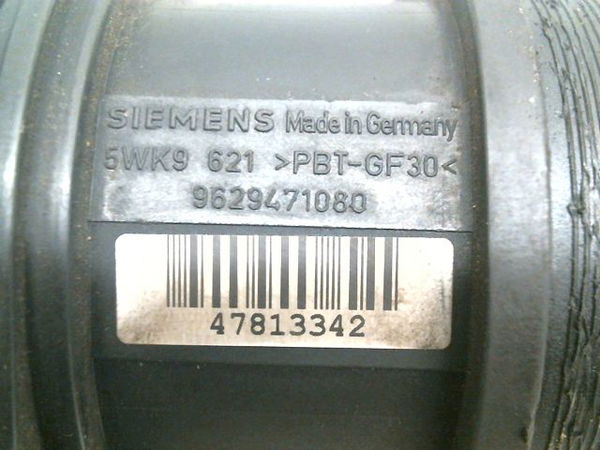 SIEMENS Made in Germany
5WK9 621 >PBT-GF30<
9629471080
47813342